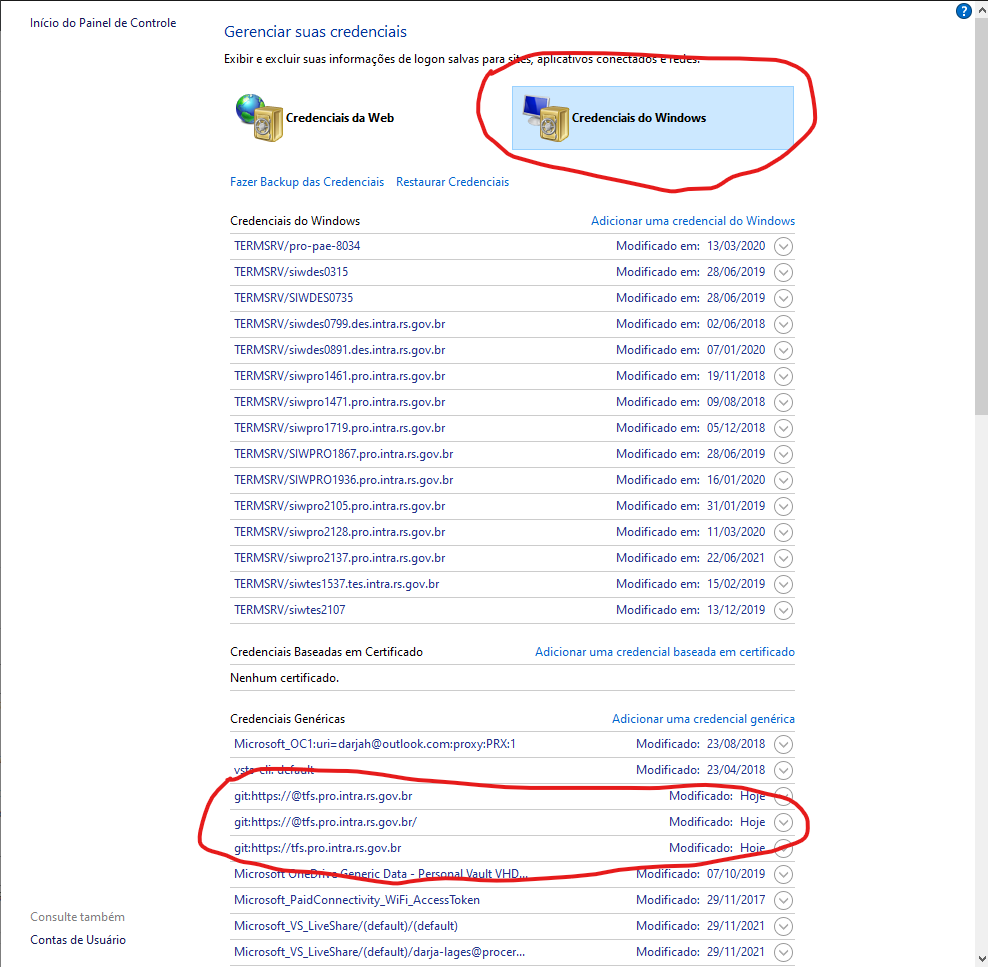 Início do Painel de Controle
?
Gerenciar suas credenciais
Exibir e excluir suas informações de logon salvas para sites, aplicativos conectados e redes.
Credenciais da Web
Credenciais do Windows
Fazer Backup das Credenciais Restaurar Credenciais
Credenciais do Windows Adicionar uma credencial do Windows
TERMSRV/pro-pae-8034 Modificado em: 13/03/2020
TERMSRV/siwdes0315 Modificado em: 28/06/2019
TERMSRV/SIWDES0735 Modificado em: 28/06/2019
TERMSRV/siwdes0799.des.intra.rs.gov.br Modificado em: 02/06/2018
TERMSRV/siwdes0891.des.intra.rs.gov.br Modificado em: 07/01/2020
TERMSRV/siwpro1461.pro.intra.rs.gov.br Modificado em: 19/11/2018
TERMSRV/siwpro1471.pro.intra.rs.gov.br Modificado em: 09/08/2018
TERMSRV/siwpro1719.pro.intra.rs.gov.br Modificado em: 05/12/2018
TERMSRV/SIWPRO1867.pro.intra.rs.gov.br Modificado em: 28/06/2019
TERMSRV/SIWPRO1936.pro.intra.rs.gov.br Modificado em: 16/01/2020
TERMSRV/siwpro2105.pro.intra.rs.gov.br Modificado em: 31/01/2019
TERMSRV/siwpro2128.pro.intra.rs.gov.br Modificado em: 11/03/2020
TERMSRV/siwpro2137.pro.intra.rs.gov.br Modificado em: 22/06/2021
TERMSRV/siwtes1537.tes.intra.rs.gov.br Modificado em: 15/02/2019
TERMSRV/siwtes2107 Modificado em: 13/12/2019
Credenciais Baseadas em Certificado Adicionar uma credencial baseada em certificado
Nenhum certificado.
Credenciais Genéricas Adicionar uma credencial genérica
Microsoft_OC1:uri=darjah@outlook.com:proxy:PRX:1 Modificado: 23/08/2018
vsts-cli: default Modificado: 23/04/2018
git:https://@tfs.pro.intra.rs.gov.br Modificado: Hoje
git:https://@tfs.pro.intra.rs.gov.br/ Modificado: Hoje
git:https://tfs.pro.intra.rs.gov.br Modificado: Hoje
Microsoft OneDrive Generic Data - Personal Vault VHD... Modificado: 07/10/2019
Microsoft_PaidConnectivity_WiFi_AccessToken Modificado: 29/11/2017
Microsoft_VS_LiveShare/(default)/(default) Modificado: 29/11/2021
Microsoft_VS_LiveShare/(default)/darja-lages@procer... Modificado: 29/11/2021
Consulte também
Contas de Usuário